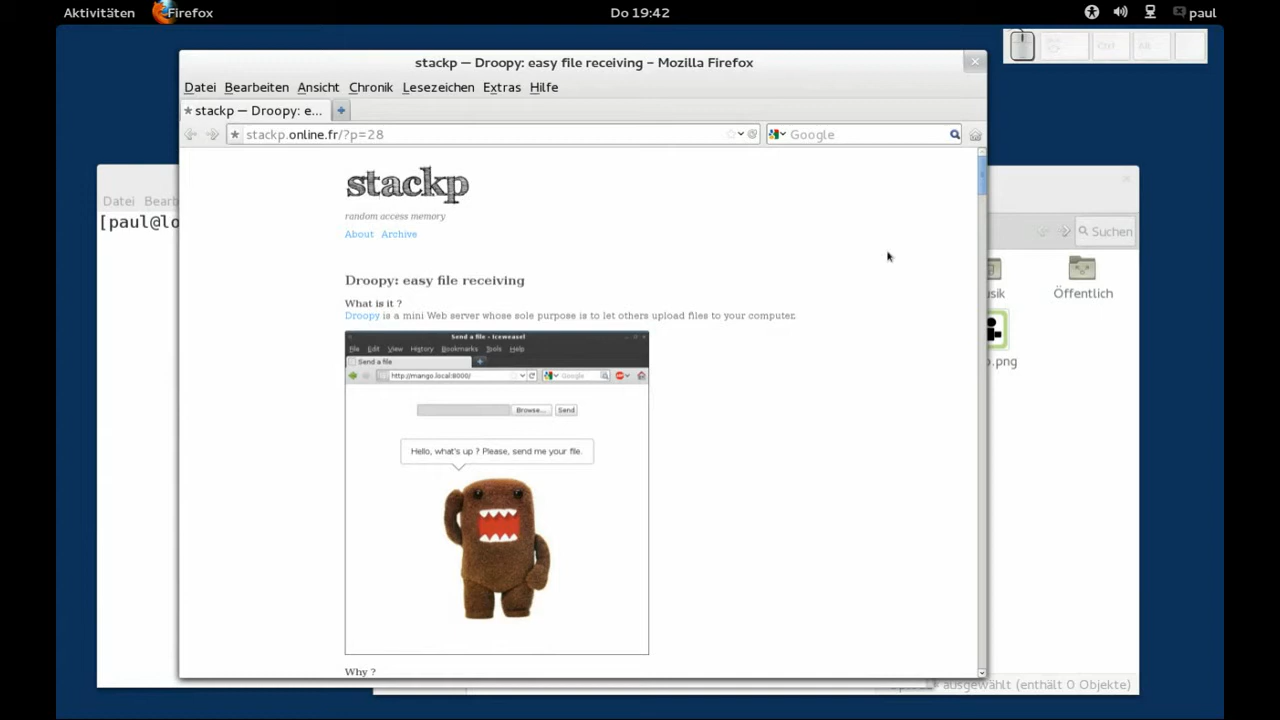 Aktivitäten Firefox Do 19:42 paul
stackp — Droopy: easy file receiving – Mozilla Firefox
Datei Bearbeiten Ansicht Chronik Lesezeichen Extras Hilfe
stackp — Droopy: e...
stackp.online.fr/?p=28 Google
stackp
random access memory
About Archive
Droopy: easy file receiving
What is it ?
Droopy is a mini Web server whose sole purpose is to let others upload files to your computer.
Send a file - Iceweasel
File Edit View History Bookmarks Tools Help
Send a file
http://mango.local:8000/ Google
Browse... Send
Hello, what's up ? Please, send me your file.
Why ?
Datei Bearb
[paul@lo
Suchen
sik Öffentlich
.png
ausgewählt (enthält 0 Objekte)